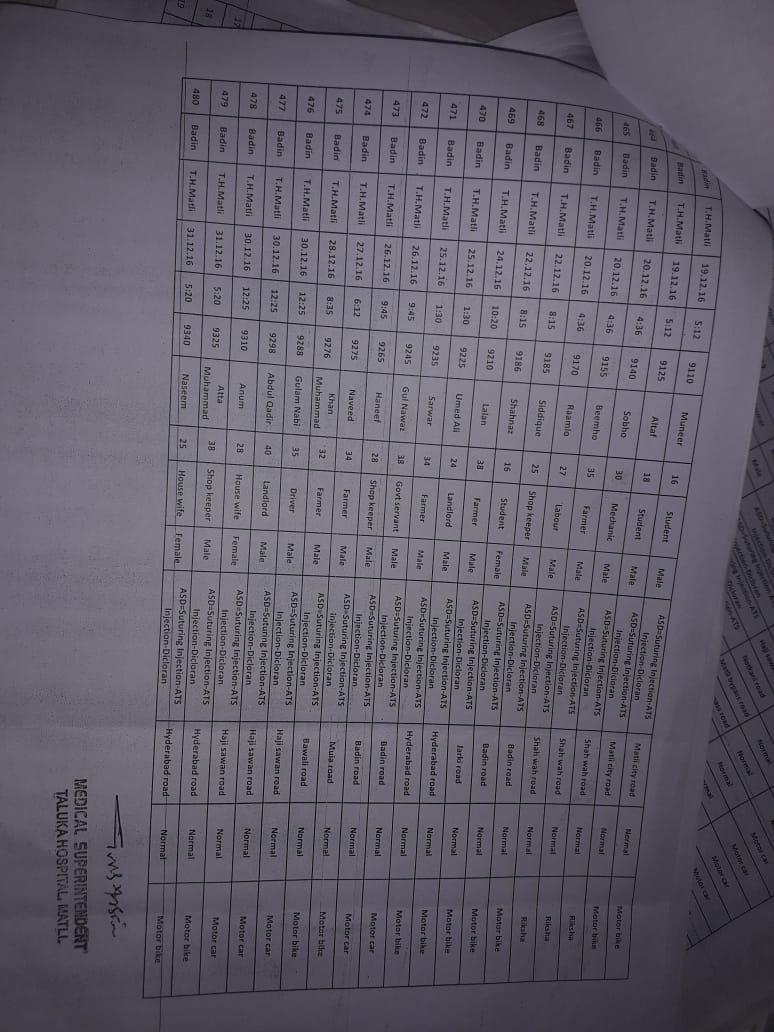 Badin T.H.Matli 19.12.16 5:12 9110 Muneer 16 Student Male ASD=Suturing Injection-ATS Injection-Dicloran Matli city road Normal Motor bike
Badin T.H.Matli 19.12.16 5:12 9125 Altaf 18 Student Male ASD=Suturing Injection-ATS Injection-Dicloran Matli city road Normal Motor bike
464 Badin T.H.Matli 20.12.16 4:36 9140 Sobho 30 Mechanic Male ASD=Suturing Injection-ATS Injection-Dicloran Shah wah road Normal Riksha
465 Badin T.H.Matli 20.12.16 4:36 9155 Beemho 35 Farmer Male ASD=Suturing Injection-ATS Injection-Dicloran Shah wah road Normal Riksha
466 Badin T.H.Matli 20.12.16 4:36 9170 Raamlo 27 Labour Male ASD=Suturing Injection-ATS Injection-Dicloran Shah wah road Normal Riksha
467 Badin T.H.Matli 22.12.16 8:15 9185 Siddique 25 Shop keeper Male ASD=Suturing Injection-ATS Injection-Dicloran Badin road Normal Motor bike
468 Badin T.H.Matli 22.12.16 8:15 9186 Shahnaz 16 Student Female ASD=Suturing Injection-ATS Injection-Dicloran Badin road Normal Motor bike
469 Badin T.H.Matli 24.12.16 10:20 9210 Lalan 38 Farmer Male ASD=Suturing Injection-ATS Injection-Dicloran Jarki road Normal Motor bike
470 Badin T.H.Matli 25.12.16 1:30 9225 Umed Ali 24 Landlord Male ASD=Suturing Injection-ATS Injection-Dicloran Hyderabad road Normal Motor bike
471 Badin T.H.Matli 25.12.16 1:30 9235 Sarwar 34 Farmer Male ASD=Suturing Injection-ATS Injection-Dicloran Hyderabad road Normal Motor bike
472 Badin T.H.Matli 26.12.16 9:45 9245 Gul Nawaz 38 Govt servant Male ASD=Suturing Injection-ATS Injection-Dicloran Badin road Normal Motor car
473 Badin T.H.Matli 26.12.16 9:45 9265 Haneef 28 Shop keeper Male ASD=Suturing Injection-ATS Injection-Dicloran Badin road Normal Motor car
474 Badin T.H.Matli 27.12.16 6:12 9275 Naveed 34 Farmer Male ASD=Suturing Injection-ATS Injection-Dicloran Muia road Normal Motor bike
475 Badin T.H.Matli 28.12.16 8:35 9276 Khan Muhammad 32 Farmer Male ASD=Suturing Injection-ATS Injection-Dicloran Bawali road Normal Motor bike
476 Badin T.H.Matli 30.12.16 12:25 9288 Gulam Nabi 35 Driver Male ASD=Suturing Injection-ATS Injection-Dicloran Haji sawan road Normal Motor car
477 Badin T.H.Matli 30.12.16 12:25 9298 Abdul Qadir 40 Landlord Male ASD=Suturing Injection-ATS Injection-Dicloran Haji sawan road Normal Motor car
478 Badin T.H.Matli 30.12.16 12:25 9310 Anum 28 House wife Female ASD=Suturing Injection-ATS Injection-Dicloran Haji sawan road Normal Motor car
479 Badin T.H.Matli 31.12.16 5:20 9325 Atta Muhammad 38 Shop keeper Male ASD=Suturing Injection-ATS Injection-Dicloran Hyderabad road Normal Motor bike
480 Badin T.H.Matli 31.12.16 5:20 9340 Naseem 25 House wife Female ASD=Suturing Injection-ATS Injection-Dicloran Hyderabad road Normal Motor bike
MEDICAL SUPERINTENDENT
TALUKA HOSPITAL, MATLI.